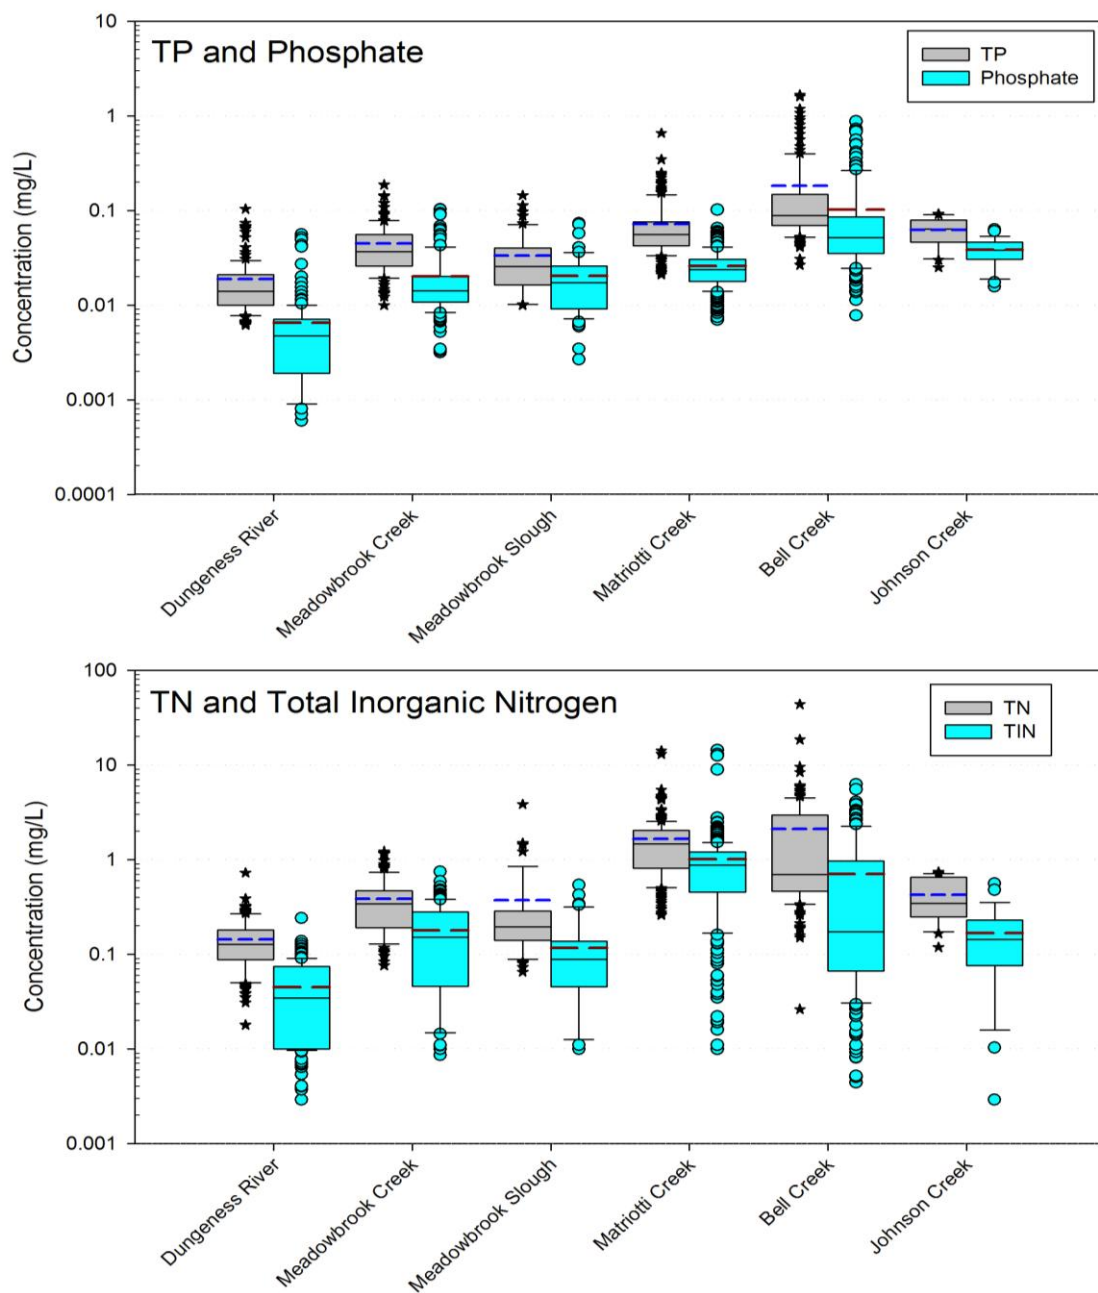 TP and Phosphate
TP
Phosphate
Concentration (mg/L)
10
1
0.1
0.01
0.001
0.0001
Dungeness River
Meadowbrook Creek
Meadowbrook Slough
Matriotti Creek
Bell Creek
Johnson Creek
TN and Total Inorganic Nitrogen
TN
TIN
Concentration (mg/L)
100
10
1
0.1
0.01
0.001
Dungeness River
Meadowbrook Creek
Meadowbrook Slough
Matriotti Creek
Bell Creek
Johnson Creek